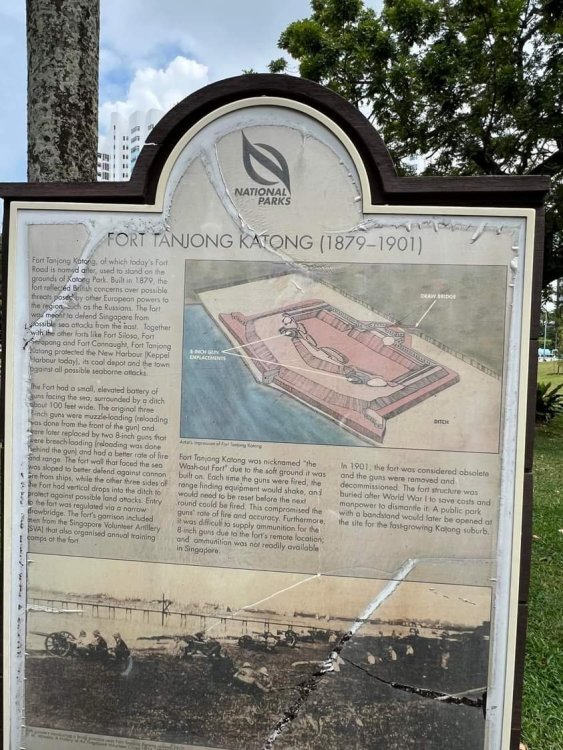 NATIONAL
PARKS
FORT TANJONG KATONG (1879–1901)
Fort Tanjong Katong, of which today's Fort
Road is named after, used to stand on the
grounds of Katong Park. Built in 1879, the
fort reflected British concerns over possible
threats posed by other European powers to
the region, such as the Russians. The fort
was meant to defend Singapore from
possible sea attacks from the east. Together
with the other forts like Fort Siloso, Fort
Serapong and Fort Connaught, Fort Tanjong
Katong protected the New Harbour (Keppel
Harbour today), its coal depot and the town
against all possible seaborne attacks.
The Fort had a small, elevated battery of
guns facing the sea, surrounded by a ditch
about 100 feet wide. The original three
7-inch guns were muzzle-loading (reloading
was done from the front of the gun) and
were later replaced by two 8-inch guns that
were breech-loading (reloading was done
behind the gun) and had a better rate of fire
and range. The fort wall that faced the sea
was sloped to better defend against cannon
fire from ships, while the other three sides of
the Fort had vertical drops into the ditch to
protect against possible land attacks. Entry
to the fort was regulated via a narrow
drawbridge. The fort's garrison included
men from the Singapore Volunteer Artillery
(SVA) that also organised annual training
camps at the fort
DRAW BRIDGE
8-INCH GUN
EMPLACEMENTS
DITCH
Artist's impression of Fort Tanjong Katong
Fort Tanjong Katong was nicknamed "the
Wash-out Fort" due to the soft ground it was
built on. Each time the guns were fired, the
range-finding equipment would shake, and
would need to be reset before the next
round could be fired. This compromised the
guns' rate of fire and accuracy. Furthermore,
it was difficult to supply ammunition for the
8-inch guns due to the fort's remote location,
and ammunition was not readily available
in Singapore.
In 1901, the fort was considered obsolete
and the guns were removed and
decommissioned. The fort structure was
buried after World War I to save costs and
manpower to dismantle it. A public park
with a bandstand would later be opened at
the site for the fast-growing Katong suburb.